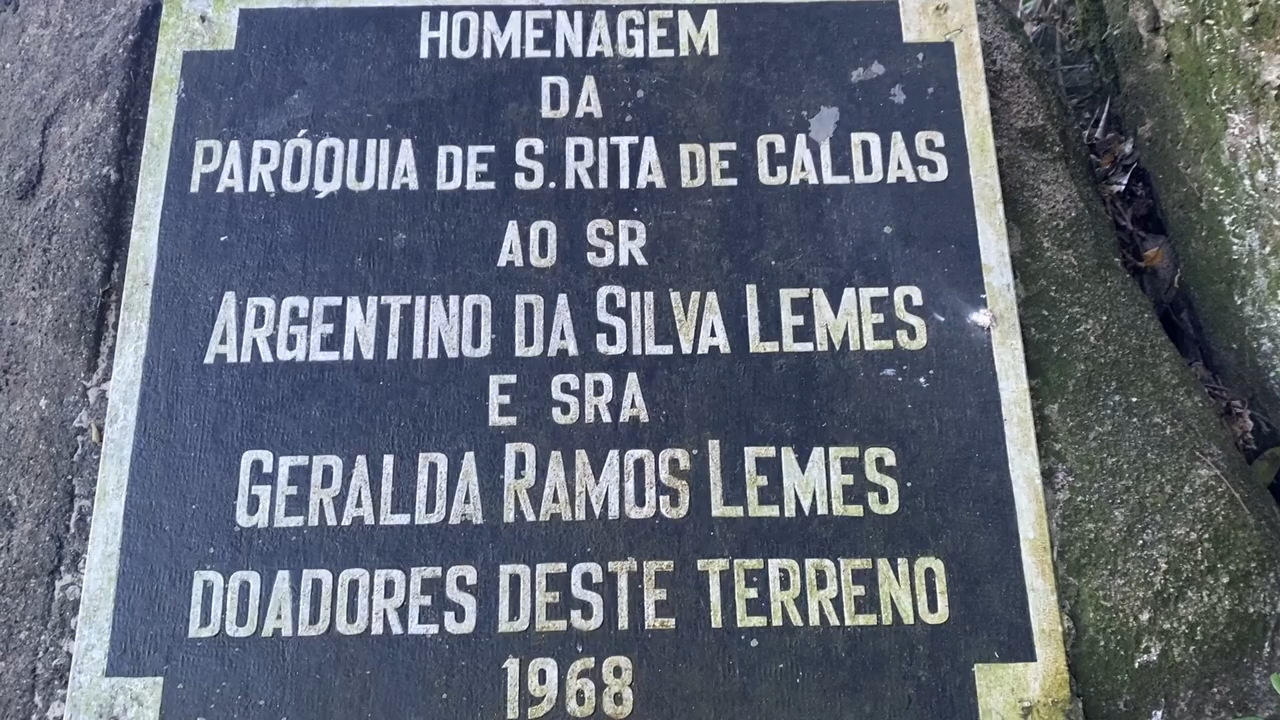 HOMENAGEM
DA
PARÓQUIA DE S. RITA DE CALDAS
AO SR
ARGENTINO DA SILVA LEMES
E SRA
GERALDA RAMOS LEMES
DOADORES DESTE TERRENO
1968